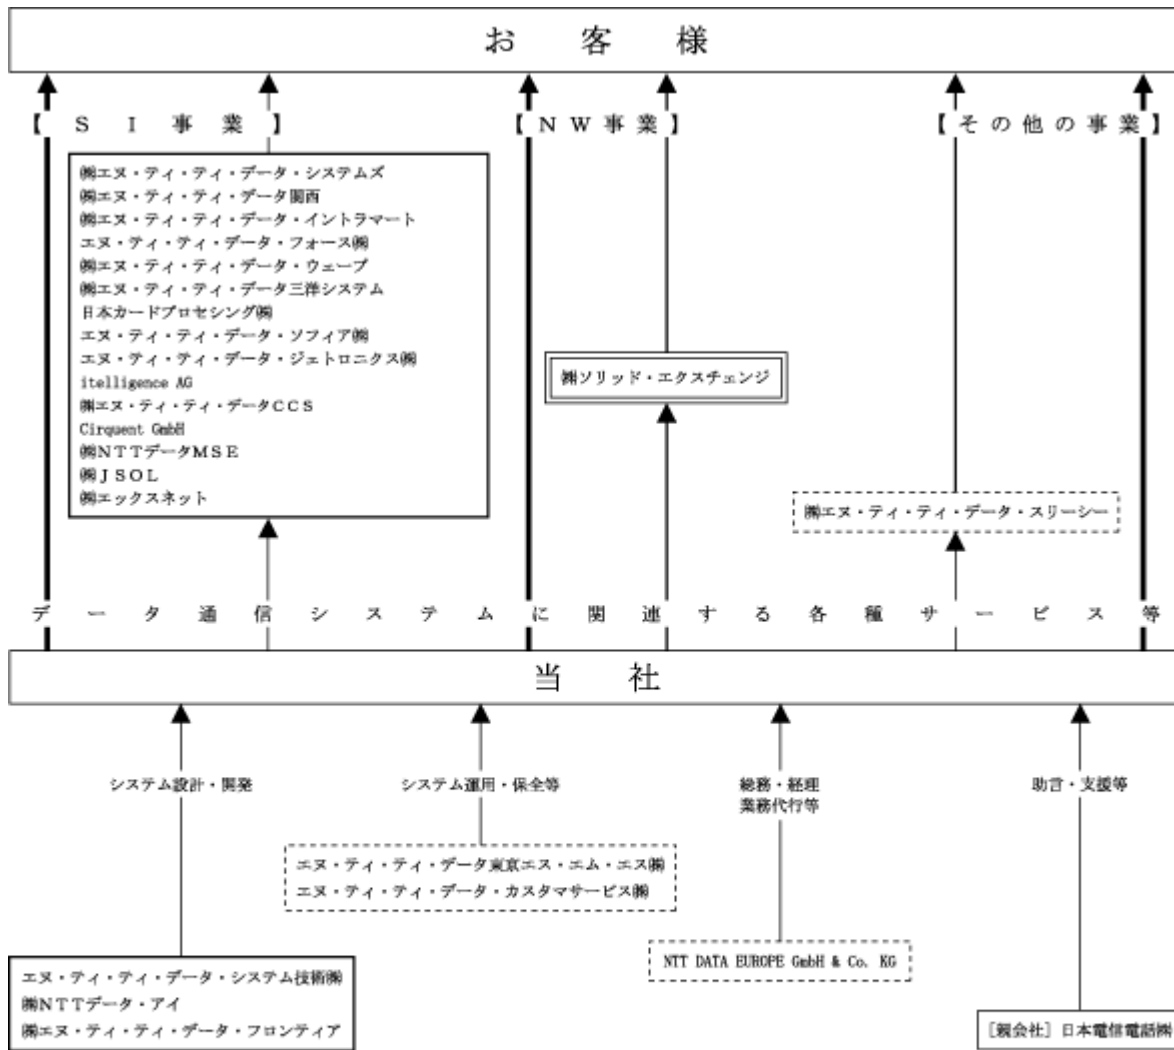 お客様
【SI事業】
【NW事業】
【その他の事業】
㈱エヌ・ティ・ティ・データ・システムズ
㈱エヌ・ティ・ティ・データ関西
㈱エヌ・ティ・ティ・データ・イントラマート
エヌ・ティ・ティ・データ・フォース㈱
㈱エヌ・ティ・ティ・データ・ウェーブ
㈱エヌ・ティ・ティ・データ三洋システム
日本カードプロセシング㈱
エヌ・ティ・ティ・データ・ソフィア㈱
エヌ・ティ・ティ・データ・ジェトロニクス㈱
itelligence AG
㈱エヌ・ティ・ティ・データCCS
Cirquent GmbH
㈱NTTデータMSE
㈱JSOL
㈱エックスネット
㈱ソリッド・エクスチェンジ
㈱エヌ・ティ・ティ・データ・スリーシー
データ通信システムに関連する各種サービス等
当社
システム設計・開発
システム運用・保全等
総務・経理
業務代行等
助言・支援等
エヌ・ティ・ティ・データ東京エス・エム・エス㈱
エヌ・ティ・ティ・データ・カスタマサービス㈱
NTT DATA EUROPE GmbH & Co. KG
エヌ・ティ・ティ・データ・システム技術㈱
㈱NTTデータ・アイ
㈱エヌ・ティ・ティ・データ・フロンティア
［親会社］日本電信電話㈱